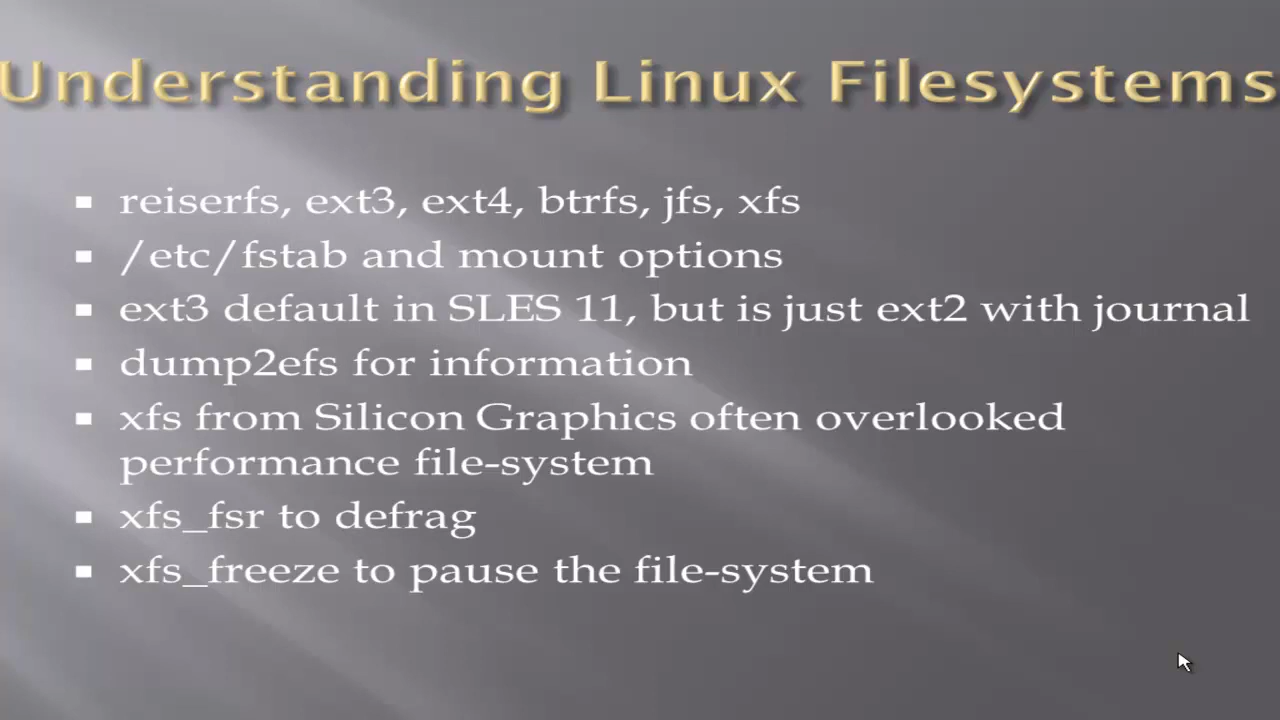 Understanding Linux Filesystems
reiserfs, ext3, ext4, btrfs, jfs, xfs
/etc/fstab and mount options
ext3 default in SLES 11, but is just ext2 with journal
dump2efs for information
xfs from Silicon Graphics often overlooked
performance file-system
xfs_fsr to defrag
xfs_freeze to pause the file-system